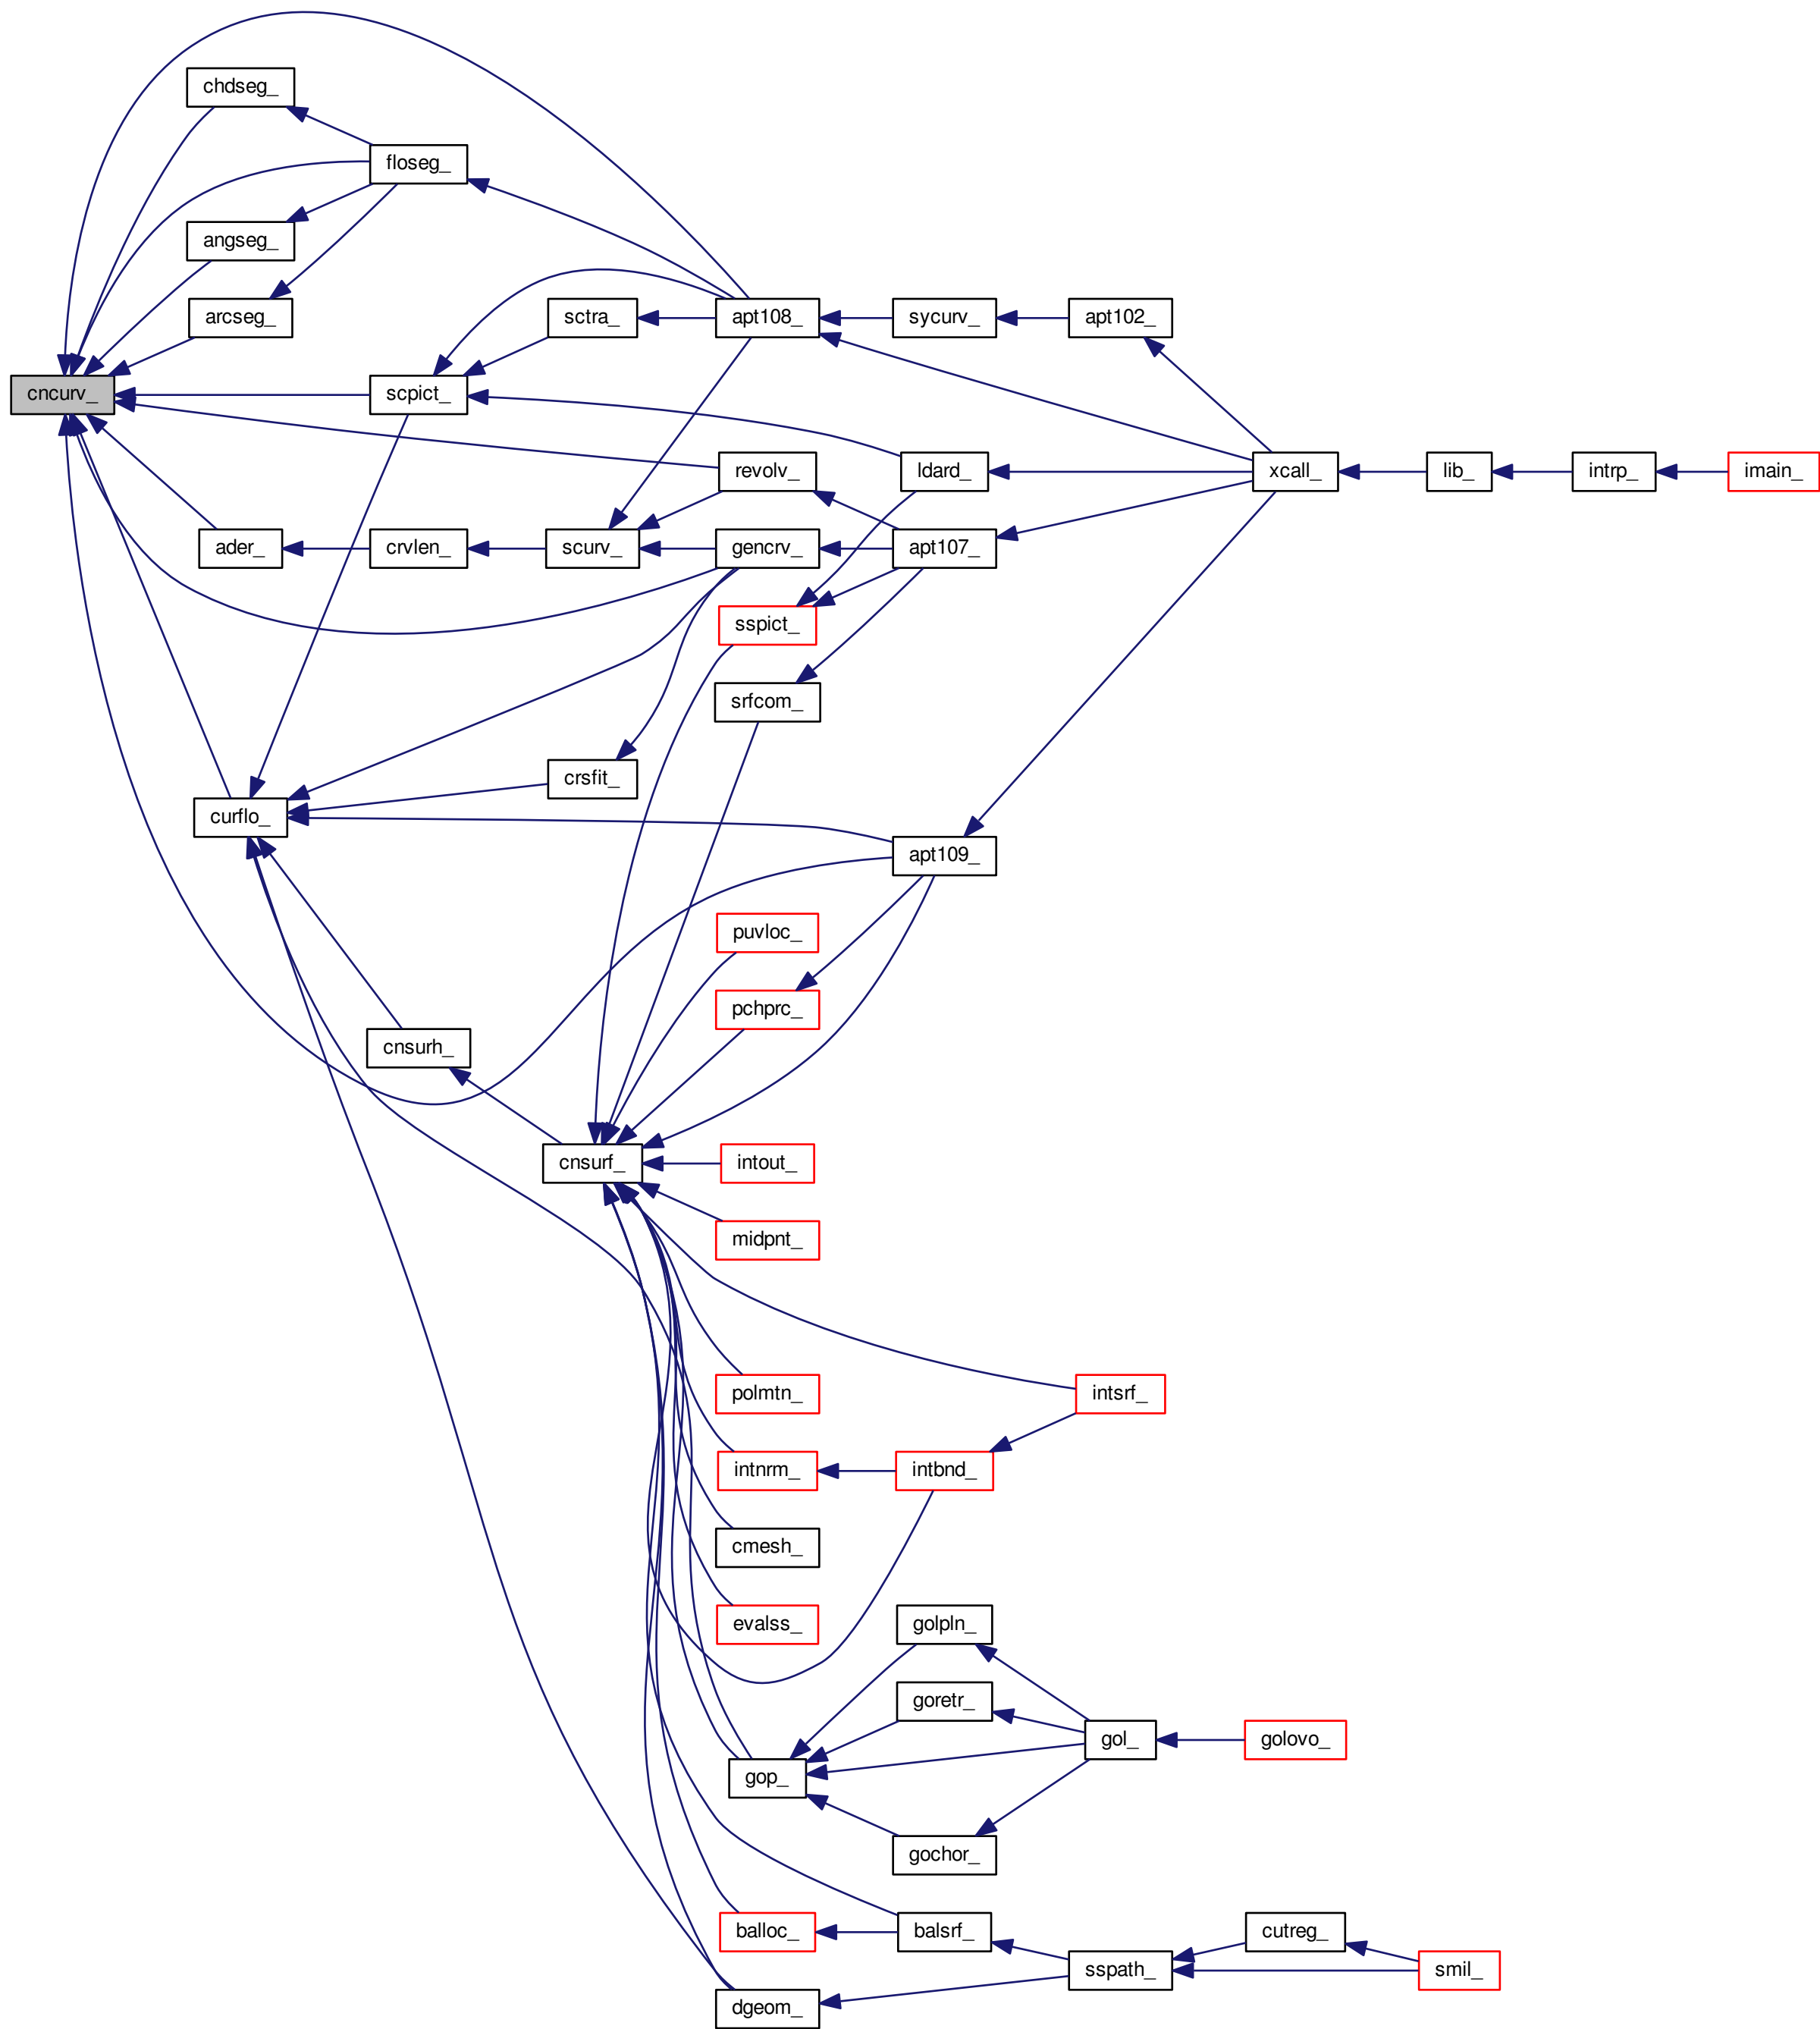 chdseg_
floseg_
angseg_
arcseg_
sctra_
apt108_
sycurv_
apt102_
cncurv_
scpict_
revolv_
ldard_
xcall_
lib_
intrp_
imain_
ader_
crvlen_
scurv_
gencrv_
apt107_
sspict_
srfcom_
crsfit_
curflo_
apt109_
puvloc_
pchprc_
cnsurh_
cnsurf_
intout_
midpnt_
polmtn_
intsrf_
intnrm_
intbnd_
cmesh_
evalss_
golpln_
goretr_
gol_
golovo_
gop_
gochor_
balloc_
balsrf_
cutreg_
sspath_
smil_
dgeom_